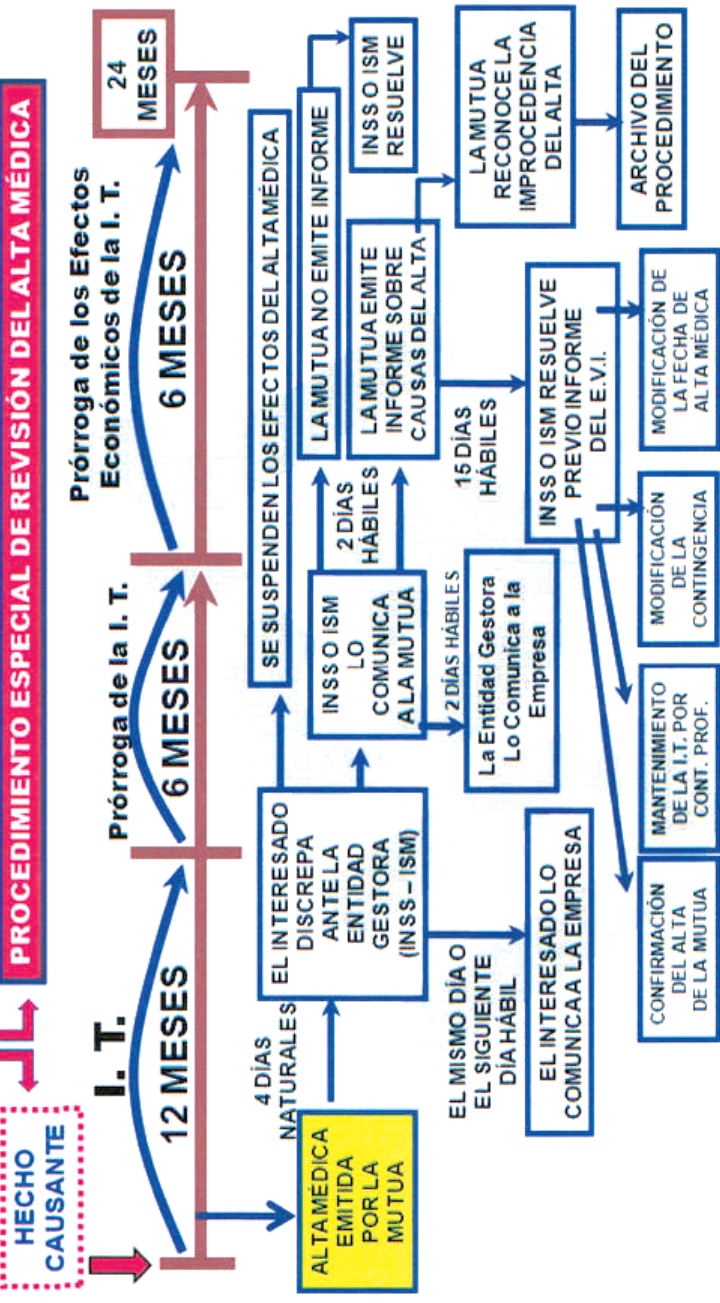 PROCEDIMIENTO ESPECIAL DE REVISIÓN DEL ALTA MÉDICA
HECHO
CAUSANTE
I. T.
12 MESES
Prórroga de la I. T.
6 MESES
Prórroga de los Efectos
Económicos de la I. T.
6 MESES
24
MESES
ALTA MÉDICA
EMITIDA
POR LA
MUTUA
4 DÍAS
NATURALES
EL INTERESADO
DISCREPA
ANTE LA
ENTIDAD
GESTORA
(INSS – ISM)
EL MISMO DÍA O
EL SIGUIENTE
DÍA HÁBIL
EL INTERESADO LO
COMUNICA A LA EMPRESA
SE SUSPENDEN LOS EFECTOS DEL ALTA MÉDICA
INSS O ISM
LO
COMUNICA
A LA MUTUA
2 DÍAS HÁBILES
La Entidad Gestora
Lo Comunica a la
Empresa
2 DÍAS
HÁBILES
LA MUTUA NO EMITE INFORME
INSS O ISM
RESUELVE
LA MUTUA EMITE
INFORME SOBRE
CAUSAS DEL ALTA
LA MUTUA
RECONOCE LA
IMPROCEDENCIA
DEL ALTA
ARCHIVO DEL
PROCEDIMIENTO
15 DÍAS
HÁBILES
INSS O ISM RESUELVE
PREVIO INFORME
DEL E.V.I.
CONFIRMACIÓN
DEL ALTA
DE LA MUTUA
MANTENIMIENTO
DE LA I.T. POR
CONT. PROF.
MODIFICACIÓN
DE LA
CONTINGENCIA
MODIFICACIÓN DE
LA FECHA DE
ALTA MÉDICA